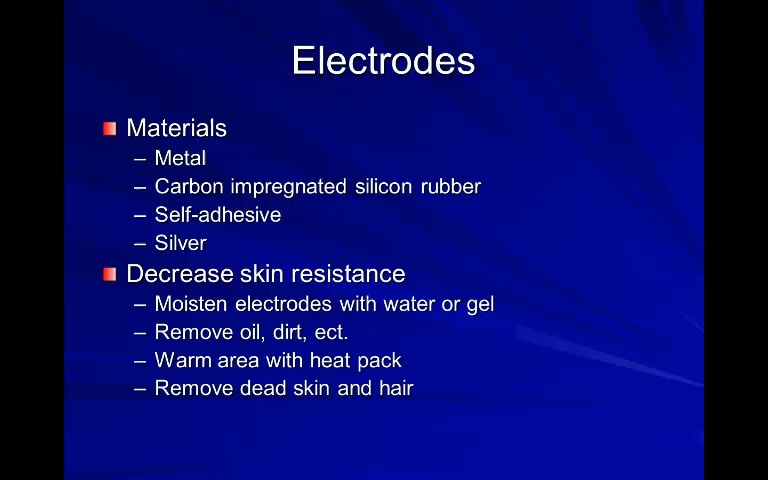 Electrodes
Materials
– Metal
– Carbon impregnated silicon rubber
– Self-adhesive
– Silver
Decrease skin resistance
– Moisten electrodes with water or gel
– Remove oil, dirt, ect.
– Warm area with heat pack
– Remove dead skin and hair